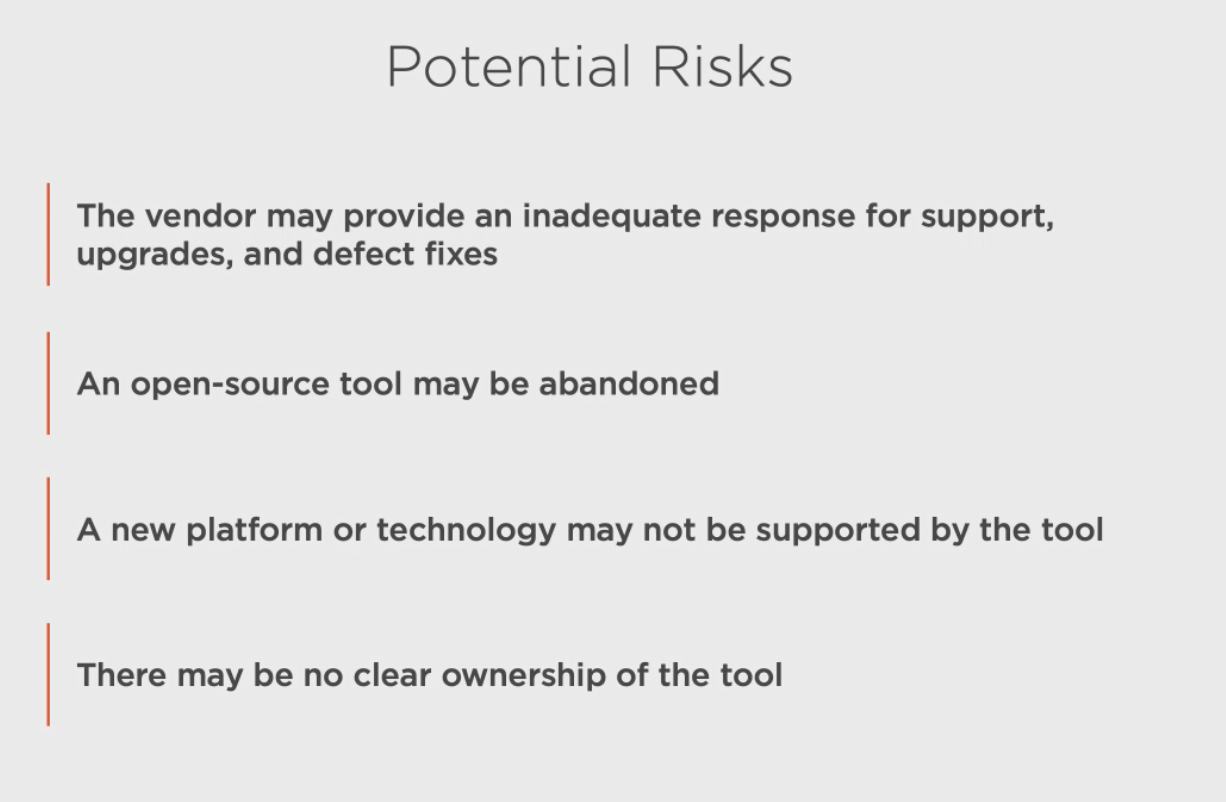 Potential Risks
The vendor may provide an inadequate response for support,
upgrades, and defect fixes
An open-source tool may be abandoned
A new platform or technology may not be supported by the tool
There may be no clear ownership of the tool